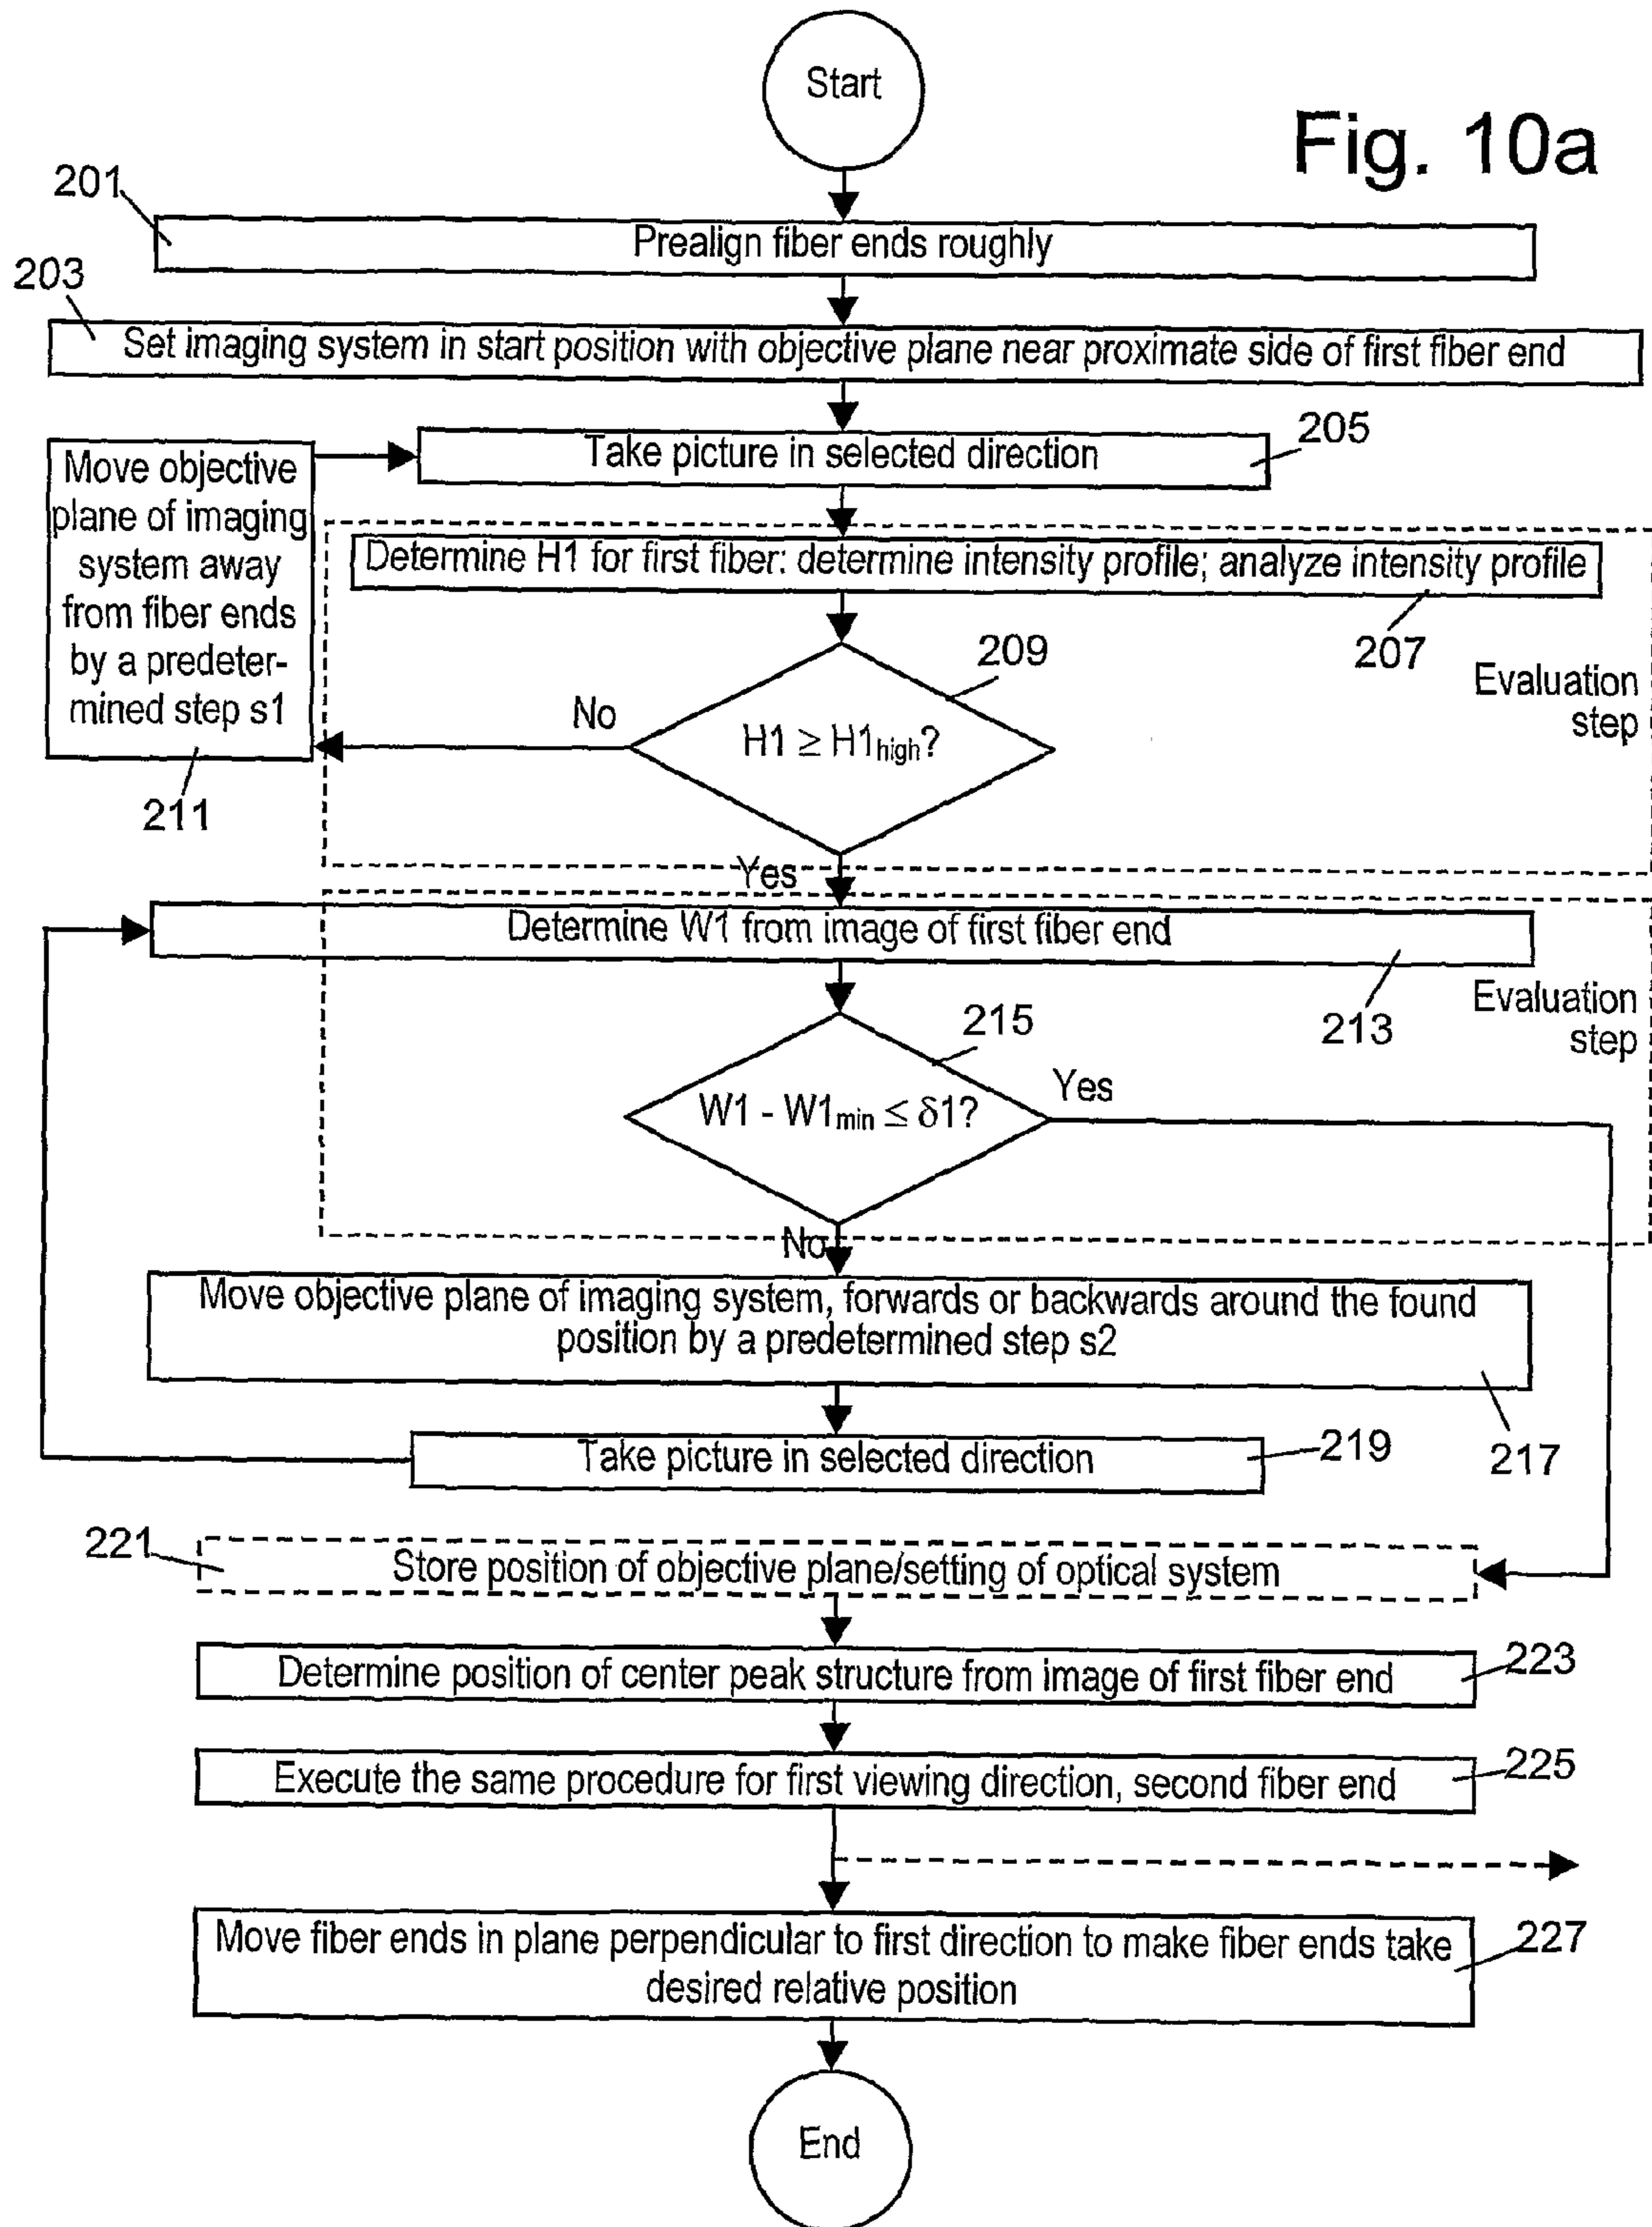 Start
Fig. 10a
201
Prealign fiber ends roughly
203
Set imaging system in start position with objective plane near proximate side of first fiber end
Take picture in selected direction
205
Move objective
plane of imaging
system away
from fiber ends
by a predeter-
mined step s1
211
Determine H1 for first fiber: determine intensity profile; analyze intensity profile
207
Evaluation
step
209
H1 ≥ H1high?
No
Yes
Determine W1 from image of first fiber end
213
Evaluation
step
215
W1 - W1min ≤ δ1?
Yes
No
Move objective plane of imaging system, forwards or backwards around the found
position by a predetermined step s2
217
Take picture in selected direction
219
221
Store position of objective plane/setting of optical system
Determine position of center peak structure from image of first fiber end
223
Execute the same procedure for first viewing direction, second fiber end
225
Move fiber ends in plane perpendicular to first direction to make fiber ends take
desired relative position
227
End